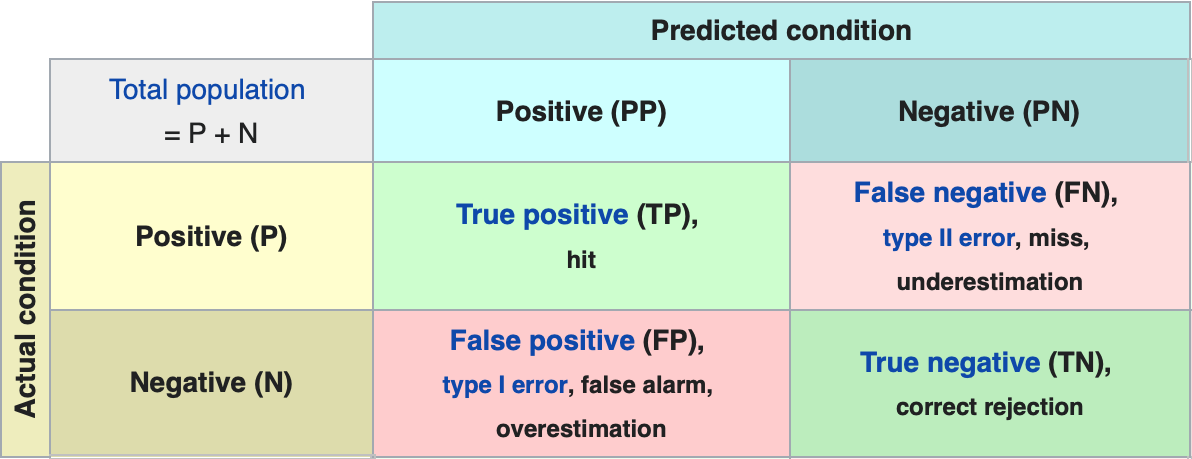 Predicted condition
Total population
= P + N
Positive (PP)
Negative (PN)
Actual condition
Positive (P)
True positive (TP),
hit
False negative (FN),
type II error, miss,
underestimation
Negative (N)
False positive (FP),
type I error, false alarm,
overestimation
True negative (TN),
correct rejection